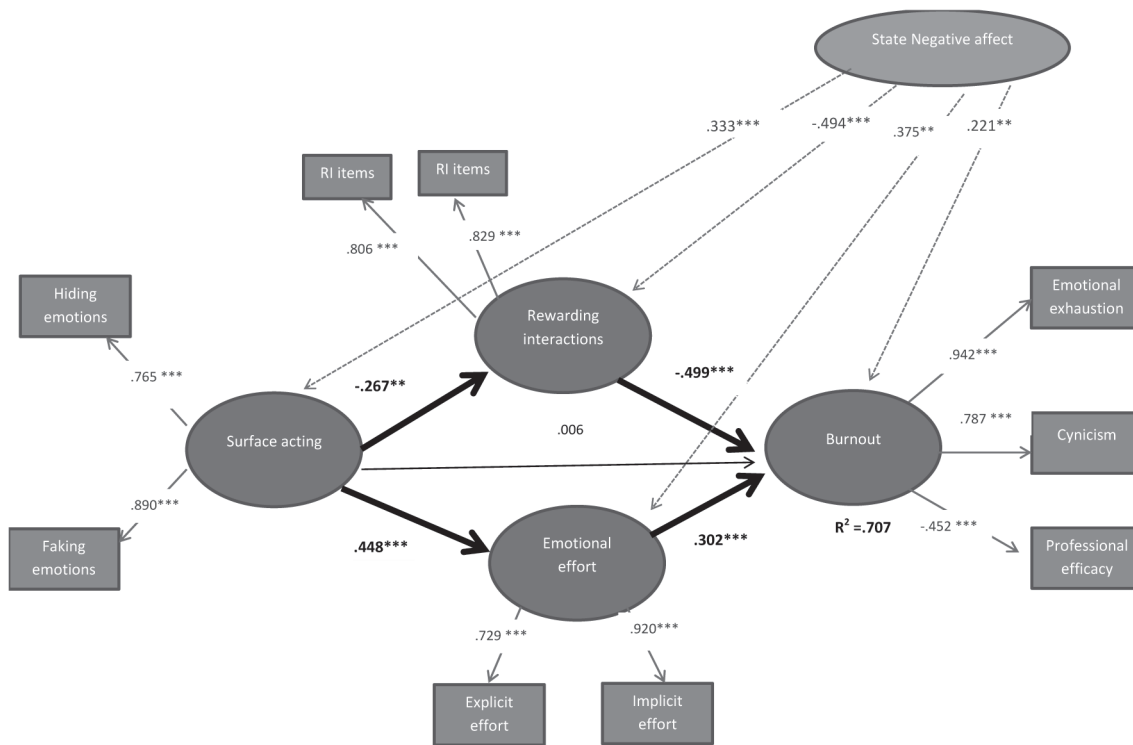 State Negative affect
.333***
-.494***
.375**
.221**
RI items
RI items
.806 ***
.829 ***
Hiding
emotions
Rewarding
interactions
Emotional
exhaustion
.765 ***
-.267**
-.499***
.942***
Surface acting
.006
Burnout
.787 ***
Cynicism
.890***
.448***
Emotional
effort
.302***
R² =.707
-.452 ***
Faking
emotions
Professional
efficacy
.729 ***
.920***
Explicit
effort
Implicit
effort